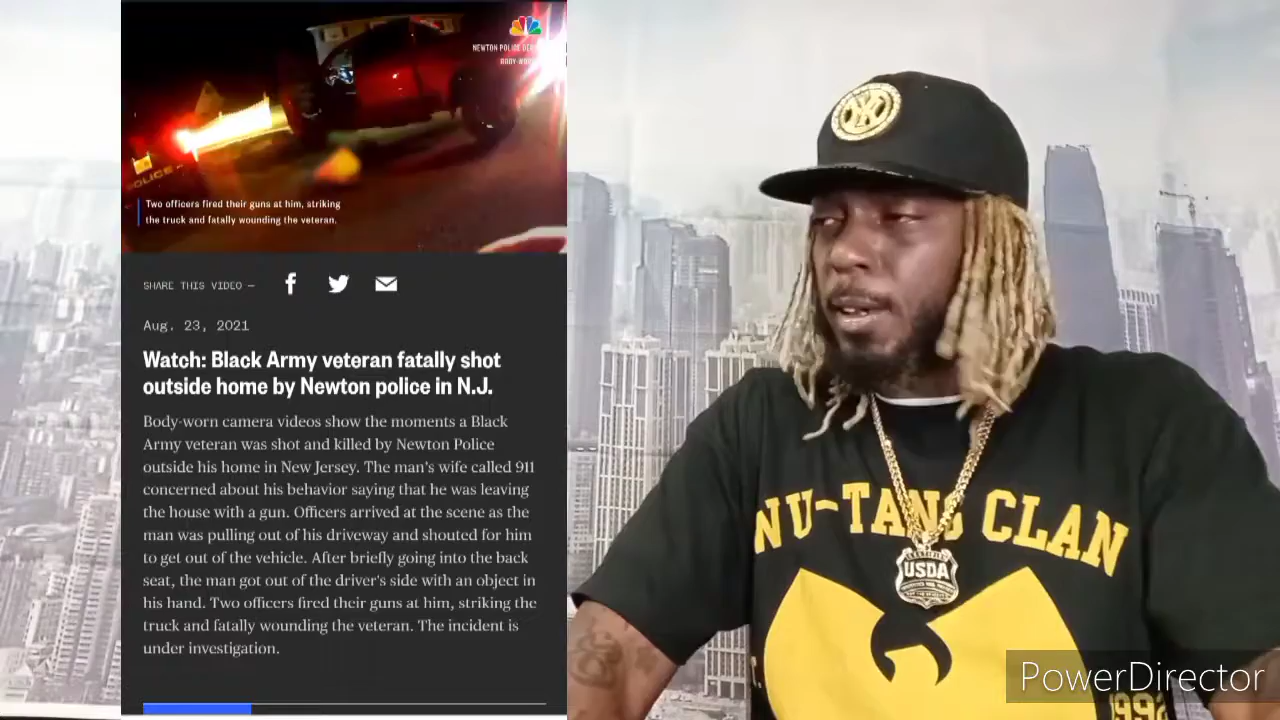 NEWTON POLICE
BODY-WOR
POLICE
Two officers fired their guns at him, striking
the truck and fatally wounding the veteran.
SHARE THIS VIDEO –
Aug. 23, 2021
Watch: Black Army veteran fatally shot
outside home by Newton police in N.J.
Body-worn camera videos show the moments a Black
Army veteran was shot and killed by Newton Police
outside his home in New Jersey. The man's wife called 911
concerned about his behavior saying that he was leaving
the house with a gun. Officers arrived at the scene as the
man was pulling out of his driveway and shouted for him
to get out of the vehicle. After briefly going into the back
seat, the man got out of the driver's side with an object in
his hand. Two officers fired their guns at him, striking the
truck and fatally wounding the veteran. The incident is
under investigation.
NY
WU-TANG CLAN
USDA
PowerDirector